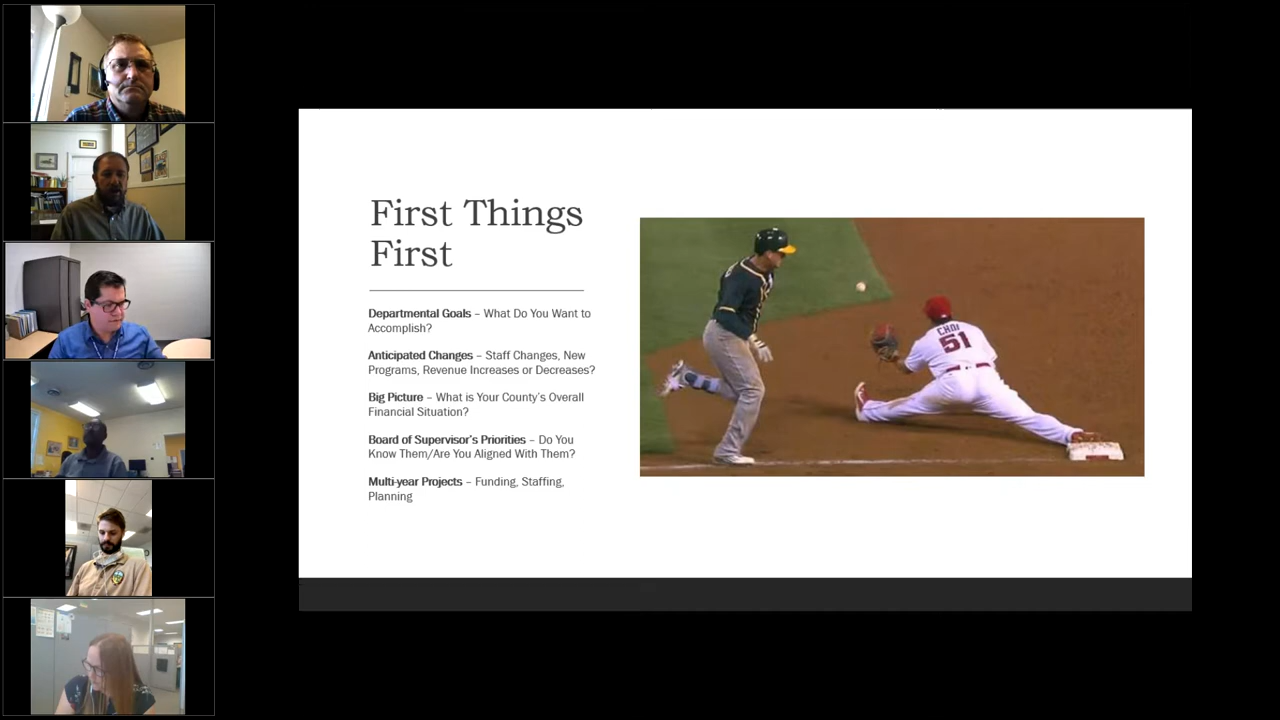 First Things
First
Departmental Goals – What Do You Want to
Accomplish?
Anticipated Changes – Staff Changes, New
Programs, Revenue Increases or Decreases?
Big Picture – What is Your County's Overall
Financial Situation?
Board of Supervisor's Priorities – Do You
Know Them/Are You Aligned With Them?
Multi-year Projects – Funding, Staffing,
Planning
CHOI
51